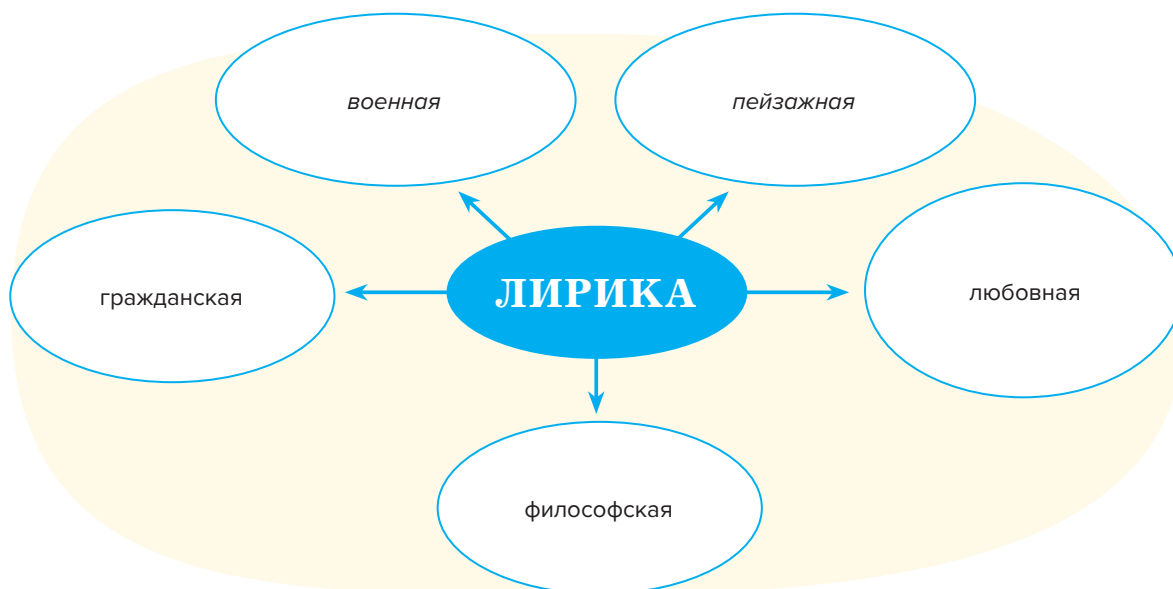 военная
пейзажная
гражданская
ЛИРИКА
любовная
философская